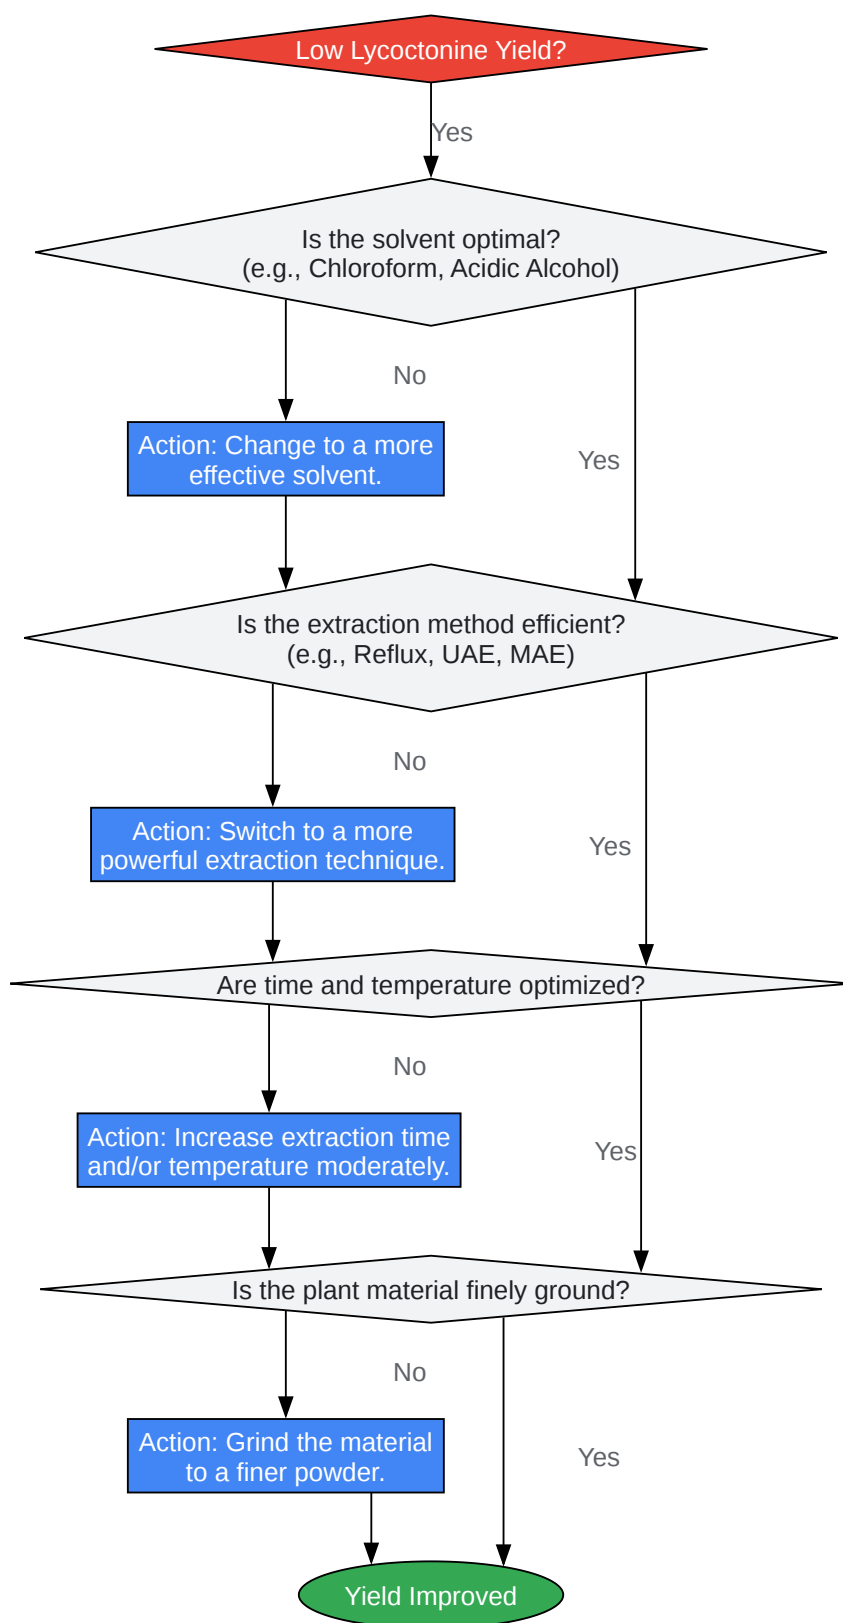 Low Lycoctonine Yield?
Yes
Is the solvent optimal?
(e.g., Chloroform, Acidic Alcohol)
No
Action: Change to a more
effective solvent.
Yes
Is the extraction method efficient?
(e.g., Reflux, UAE, MAE)
No
Action: Switch to a more
powerful extraction technique.
Yes
Are time and temperature optimized?
No
Action: Increase extraction time
and/or temperature moderately.
Yes
Is the plant material finely ground?
No
Action: Grind the material
to a finer powder.
Yes
Yield Improved